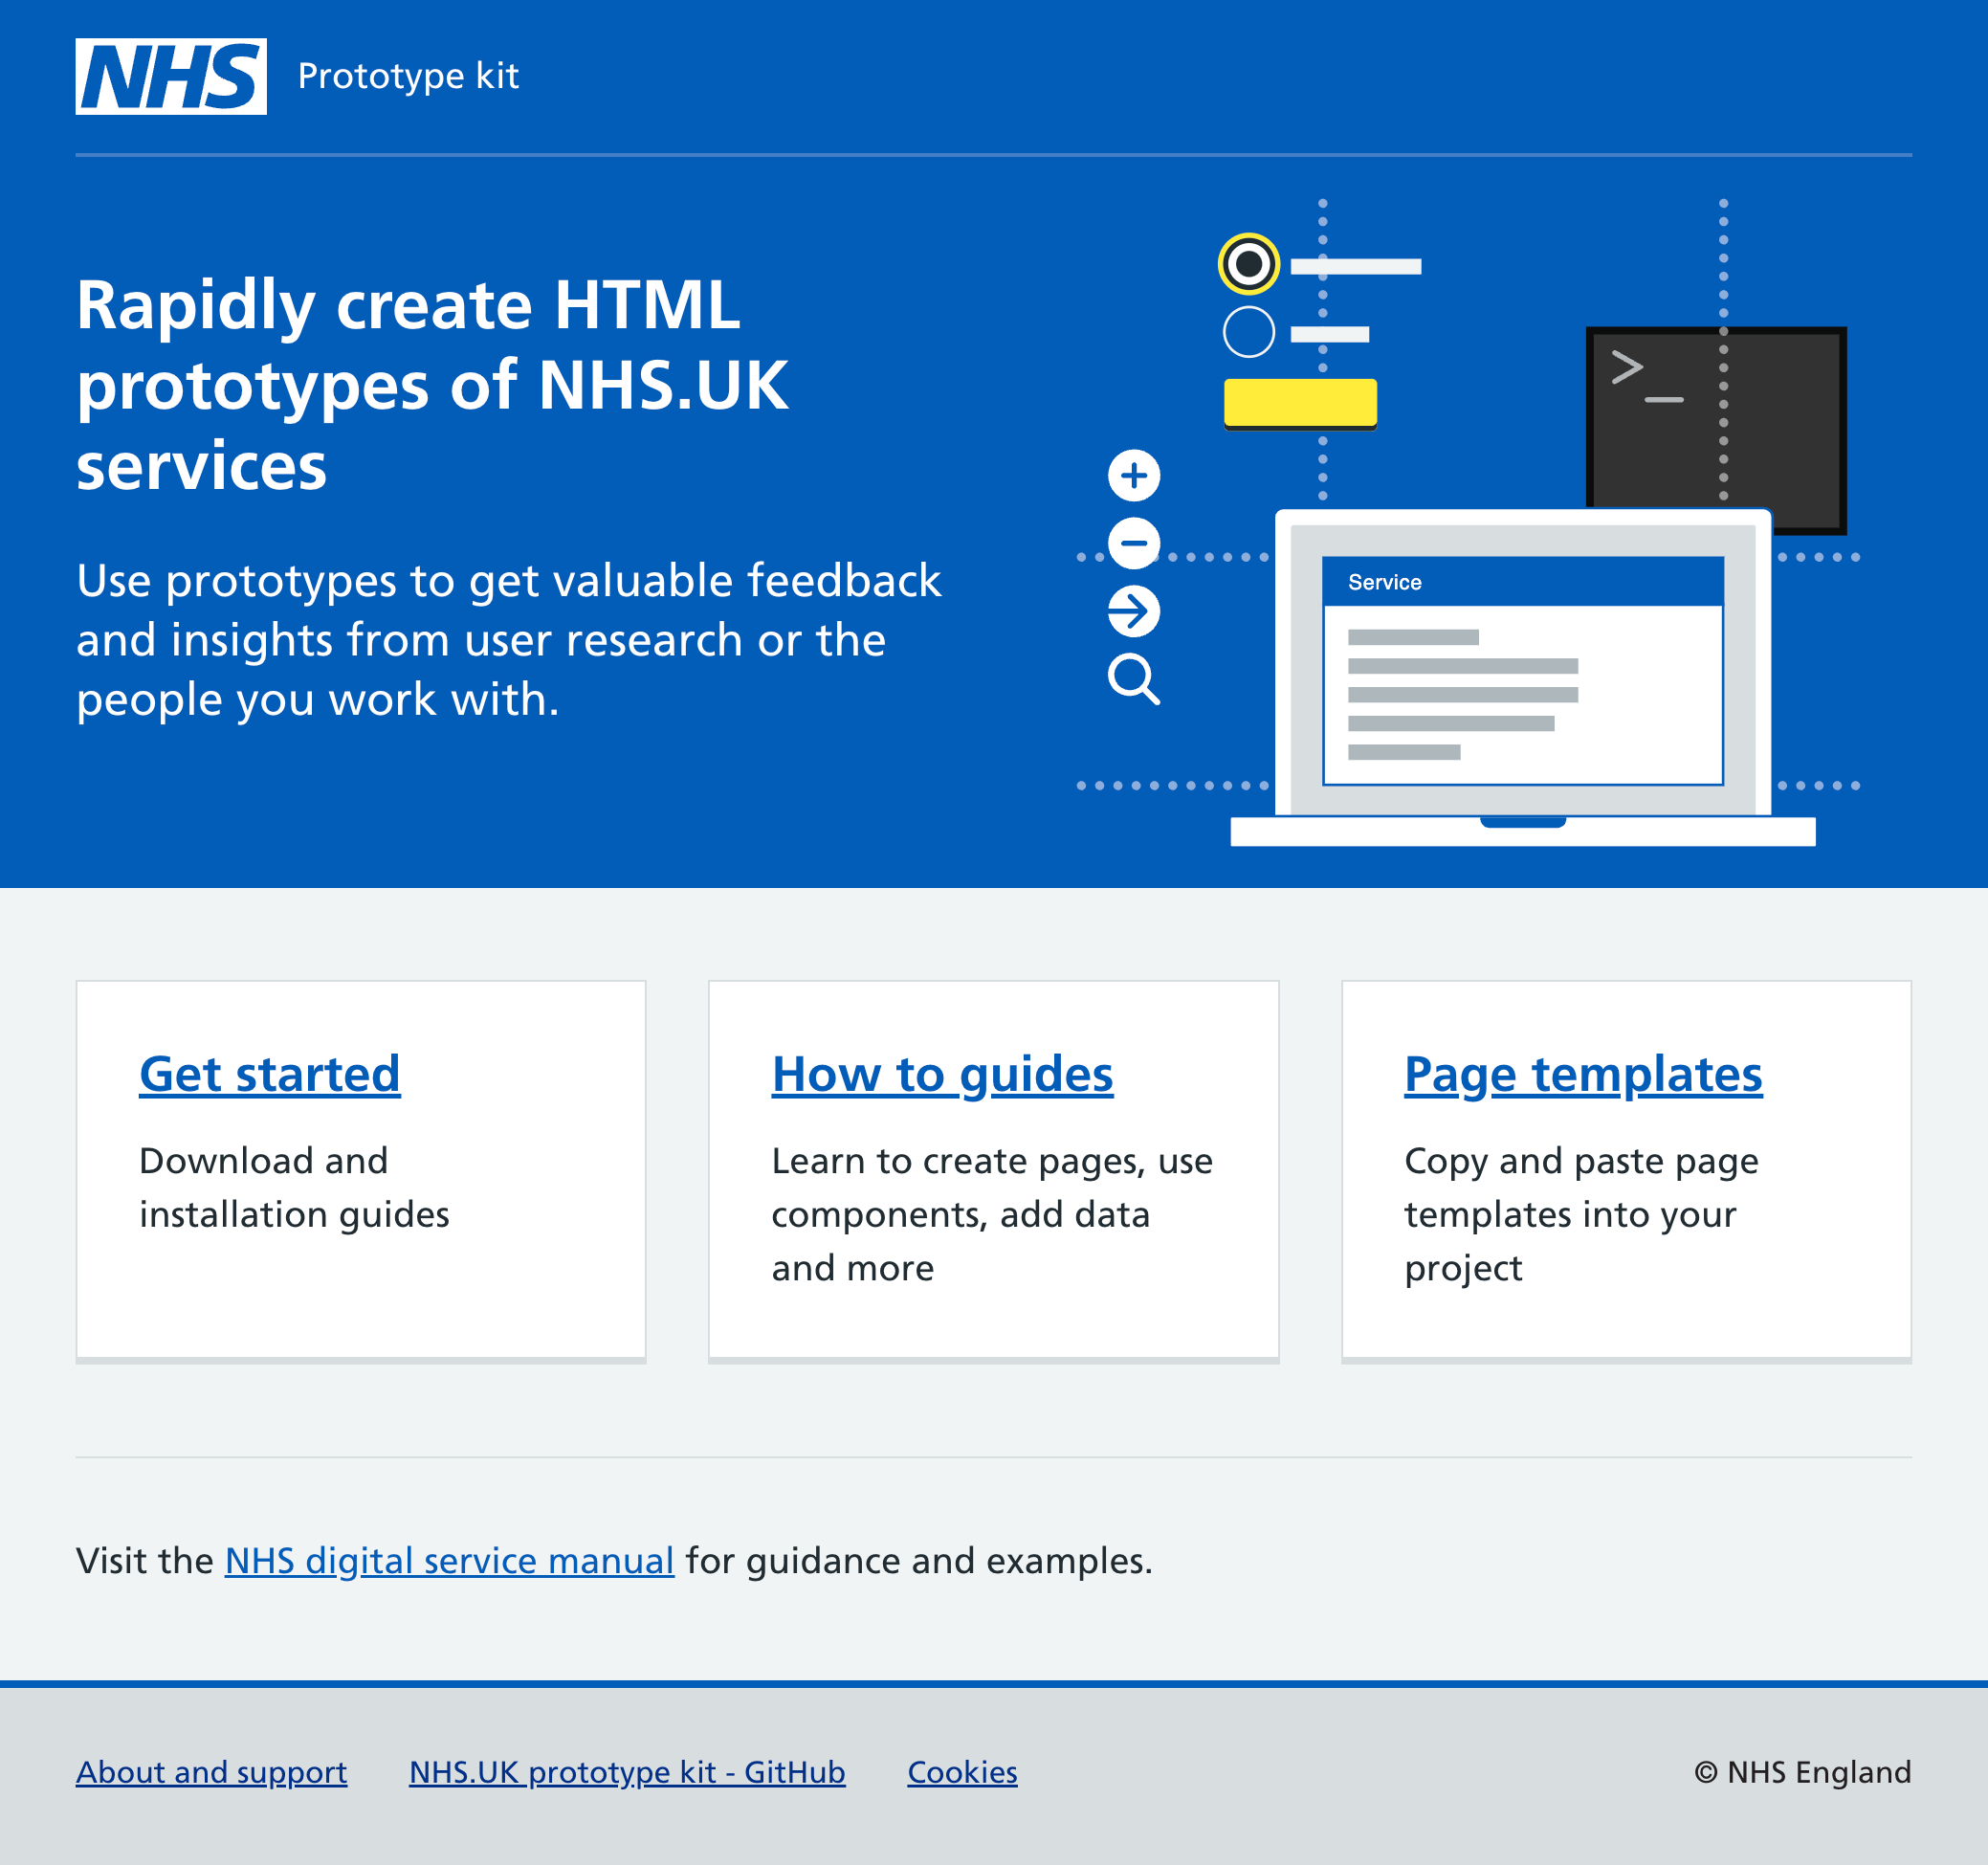 NHS Prototype kit
Rapidly create HTML
prototypes of NHS.UK
services
Use prototypes to get valuable feedback
and insights from user research or the
people you work with.
>_
Service
Get started
Download and
installation guides
How to guides
Learn to create pages, use
components, add data
and more
Page templates
Copy and paste page
templates into your
project
Visit the NHS digital service manual for guidance and examples.
About and support NHS.UK prototype kit - GitHub Cookies © NHS England